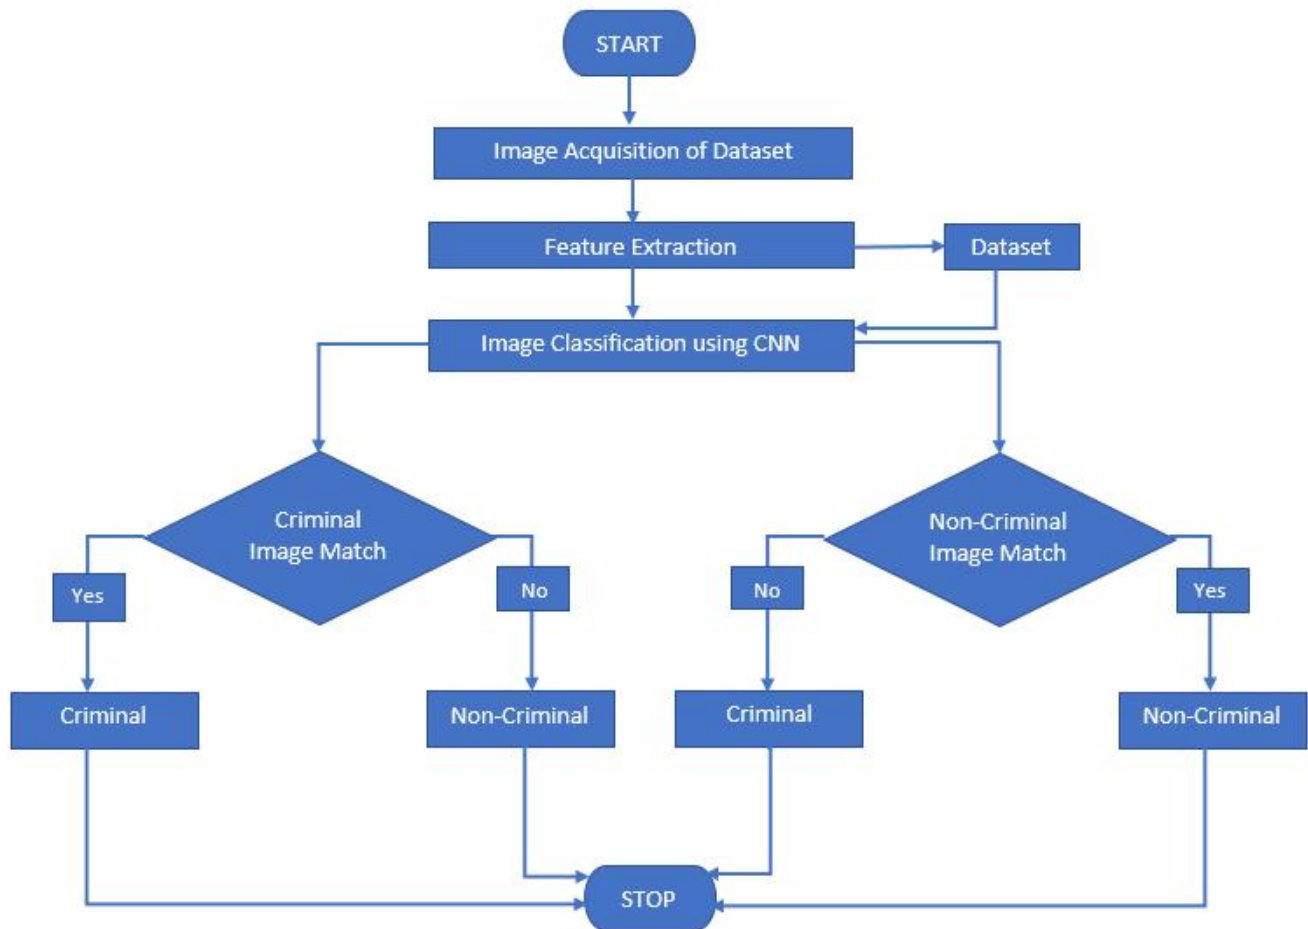 START
Image Acquisition of Dataset
Feature Extraction
Dataset
Image Classification using CNN
Criminal
Image Match
Non-Criminal
Image Match
Yes
No
No
Yes
Criminal
Non-Criminal
Criminal
Non-Criminal
STOP